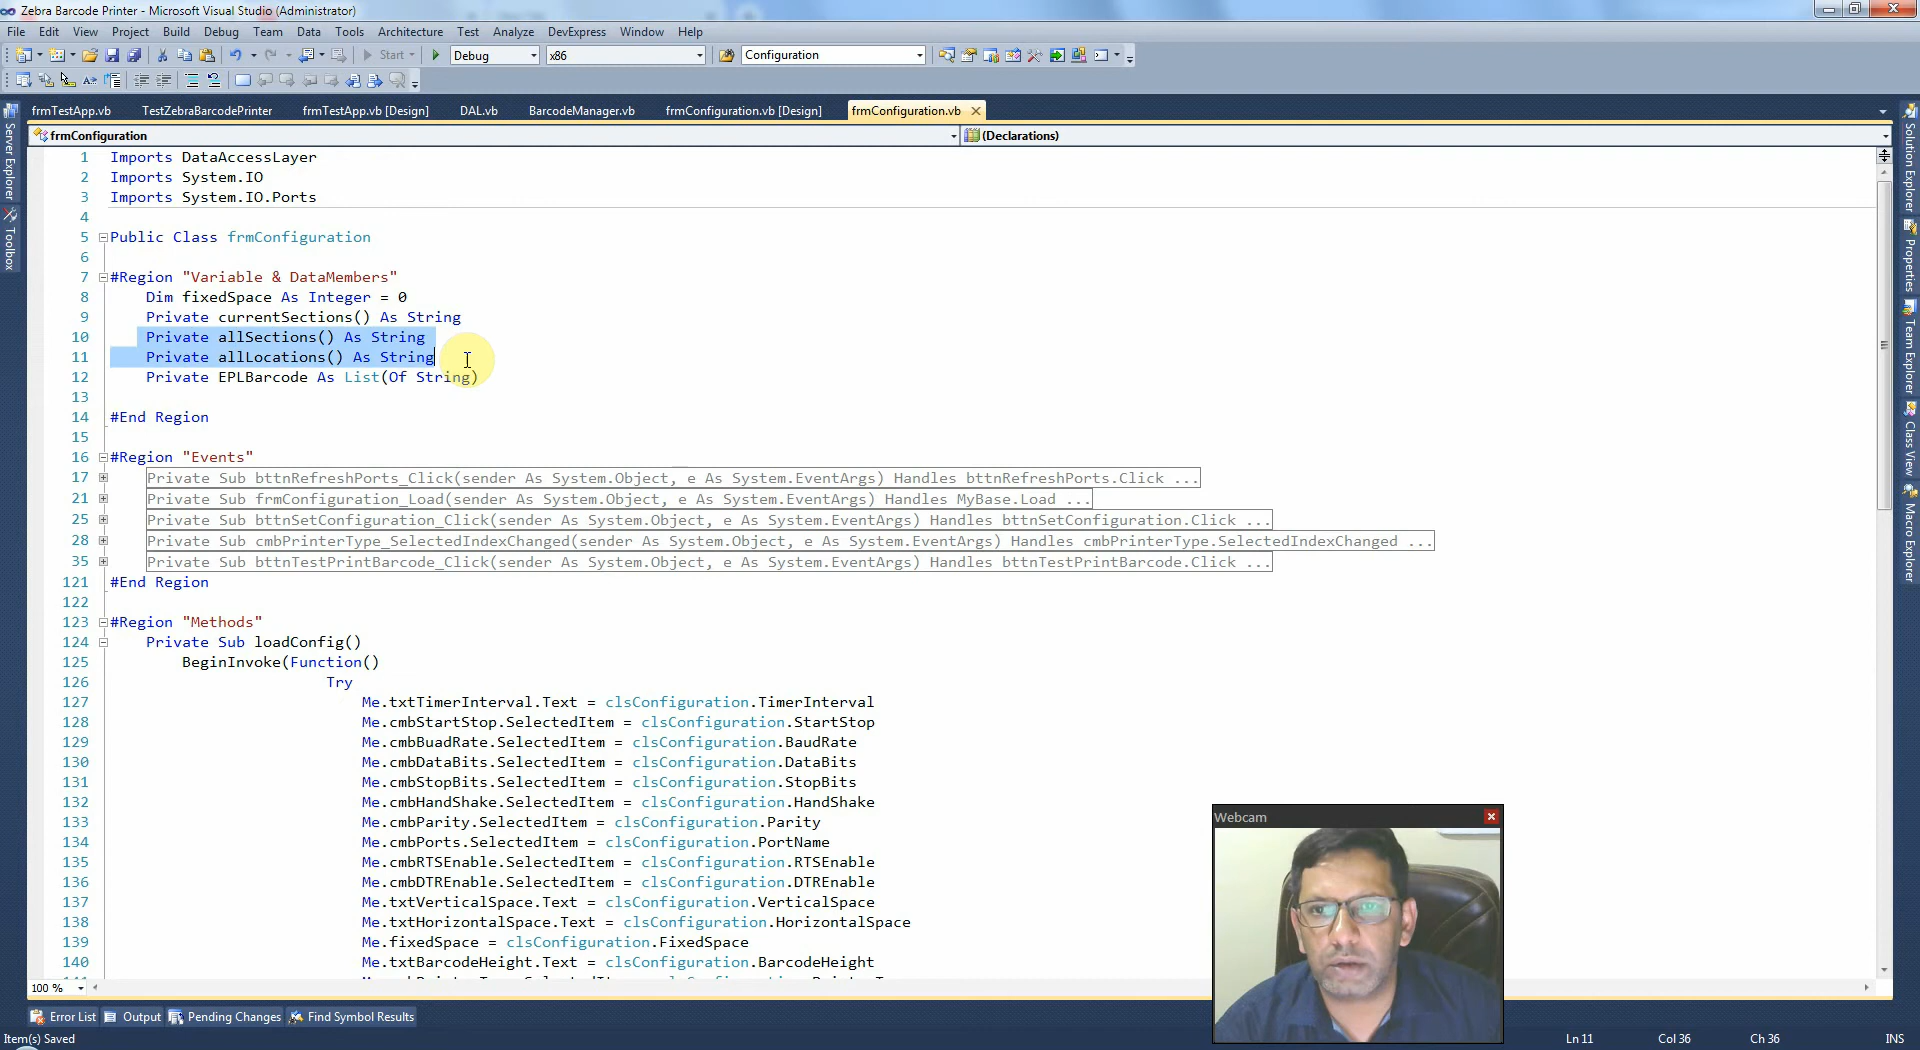 Zebra Barcode Printer - Microsoft Visual Studio (Administrator)
File Edit View Project Build Debug Team Data Tools Architecture Test Analyze DevExpress Window Help
Start Debug x86 Configuration
frmTestApp.vb TestZebraBarcodePrinter frmTestApp.vb [Design] DAL.vb BarcodeManager.vb frmConfiguration.vb [Design] frmConfiguration.vb
frmConfiguration (Declarations)
Server Explorer
Toolbox
1 Imports DataAccessLayer
2 Imports System.IO
3 Imports System.IO.Ports
4
5 Public Class frmConfiguration
6
7 #Region "Variable & DataMembers"
8 Dim fixedSpace As Integer = 0
9 Private currentSections() As String
10 Private allSections() As String
11 Private allLocations() As String
12 Private EPLBarcode As List(Of String)
13
14 #End Region
15
16 #Region "Events"
17 Private Sub bttnRefreshPorts_Click(sender As System.Object, e As System.EventArgs) Handles bttnRefreshPorts.Click ...
21 Private Sub frmConfiguration_Load(sender As System.Object, e As System.EventArgs) Handles MyBase.Load ...
25 Private Sub bttnSetConfiguration_Click(sender As System.Object, e As System.EventArgs) Handles bttnSetConfiguration.Click ...
28 Private Sub cmbPrinterType_SelectedIndexChanged(sender As System.Object, e As System.EventArgs) Handles cmbPrinterType.SelectedIndexChanged ...
35 Private Sub bttnTestPrintBarcode_Click(sender As System.Object, e As System.EventArgs) Handles bttnTestPrintBarcode.Click ...
121 #End Region
122
123 #Region "Methods"
124 Private Sub loadConfig()
125 BeginInvoke(Function()
126 Try
127 Me.txtTimerInterval.Text = clsConfiguration.TimerInterval
128 Me.cmbStartStop.SelectedItem = clsConfiguration.StartStop
129 Me.cmbBuadRate.SelectedItem = clsConfiguration.BaudRate
130 Me.cmbDataBits.SelectedItem = clsConfiguration.DataBits
131 Me.cmbStopBits.SelectedItem = clsConfiguration.StopBits
132 Me.cmbHandShake.SelectedItem = clsConfiguration.HandShake
133 Me.cmbParity.SelectedItem = clsConfiguration.Parity
134 Me.cmbPorts.SelectedItem = clsConfiguration.PortName
135 Me.cmbRTSEnable.SelectedItem = clsConfiguration.RTSEnable
136 Me.cmbDTREnable.SelectedItem = clsConfiguration.DTREnable
137 Me.txtVerticalSpace.Text = clsConfiguration.VerticalSpace
138 Me.txtHorizontalSpace.Text = clsConfiguration.HorizontalSpace
139 Me.fixedSpace = clsConfiguration.FixedSpace
140 Me.txtBarcodeHeight.Text = clsConfiguration.BarcodeHeight
Solution Explorer
Properties
Team Explorer
Class View
Macro Explorer
Webcam
100 %
Error List Output Pending Changes Find Symbol Results
Item(s) Saved Ln 11 Col 36 Ch 36 INS